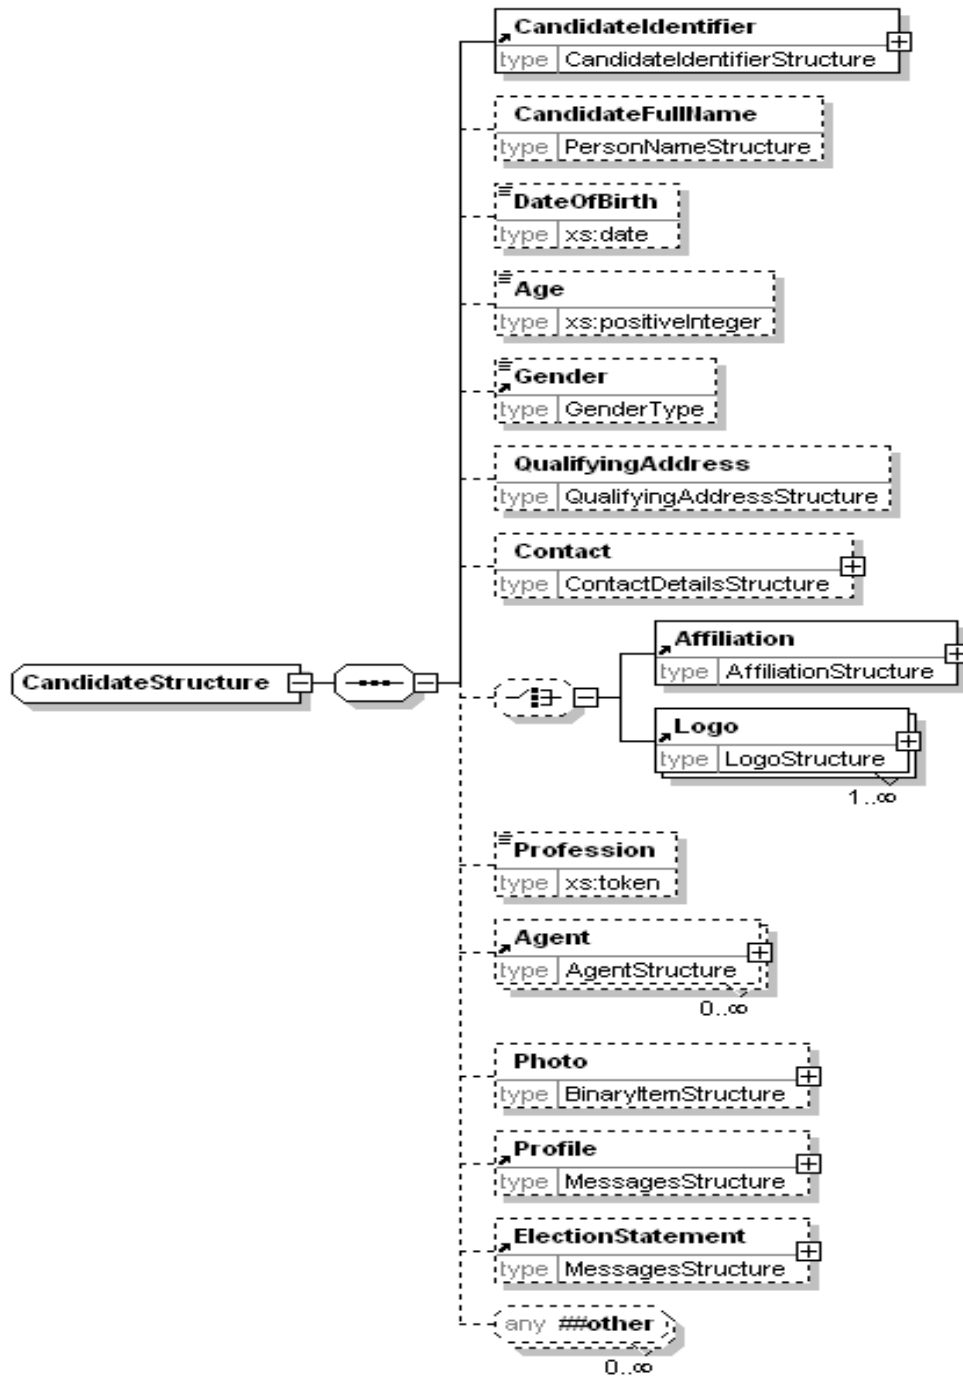 CandidateIdentifier
type CandidateIdentifierStructure
CandidateFullName
type PersonNameStructure
DateOfBirth
type xs:date
Age
type xs:positiveInteger
Gender
type GenderType
QualifyingAddress
type QualifyingAddressStructure
Contact
type ContactDetailsStructure
CandidateStructure
Affiliation
type AffiliationStructure
Logo
type LogoStructure
1..∞
Profession
type xs:token
Agent
type AgentStructure
0..∞
Photo
type BinaryItemStructure
Profile
type MessagesStructure
ElectionStatement
type MessagesStructure
any ##other
0..∞